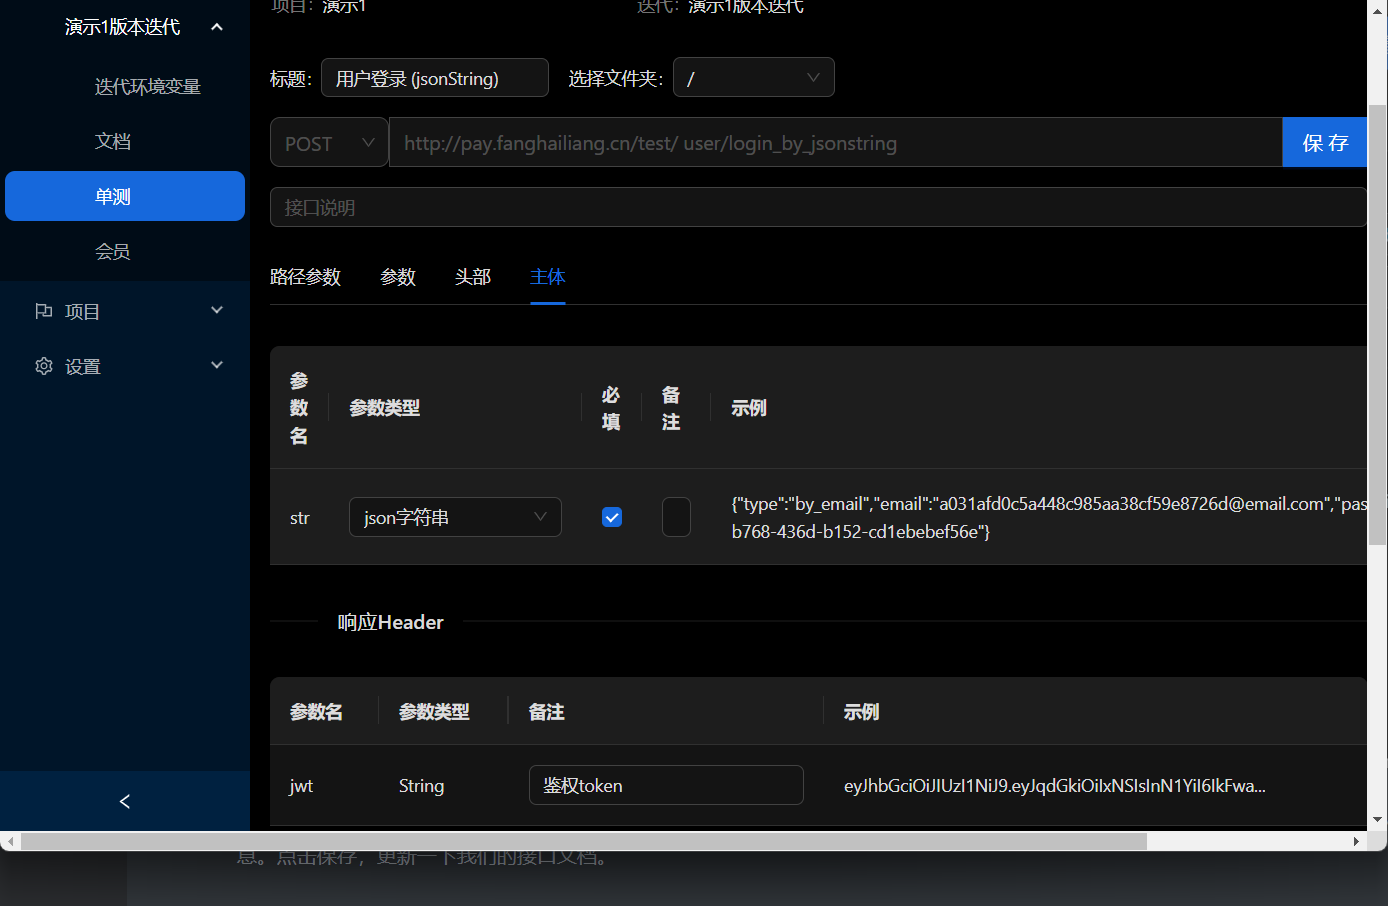 项目：演示1 迭代：演示1版本迭代
演示1版本迭代
迭代环境变量
文档
单测
会员
项目
设置
标题： 用户登录 (jsonString) 选择文件夹： /
POST http://pay.fanghailiang.cn/test/ user/login_by_jsonstring 保 存
接口说明
路径参数 参数 头部 主体
参数名 参数类型 必填 备注 示例
str json字符串 {"type":"by_email","email":"a031afd0c5a448c985aa38cf59e8726d@email.com","pas
b768-436d-b152-cd1ebebef56e"}
响应Header
参数名 参数类型 备注 示例
jwt String 鉴权token eyJhbGciOiJIUzI1NiJ9.eyJqdGkiOiIxNSIsInN1YiI6IkFwa...
息。点击保存，更新一下我们的接口文档。